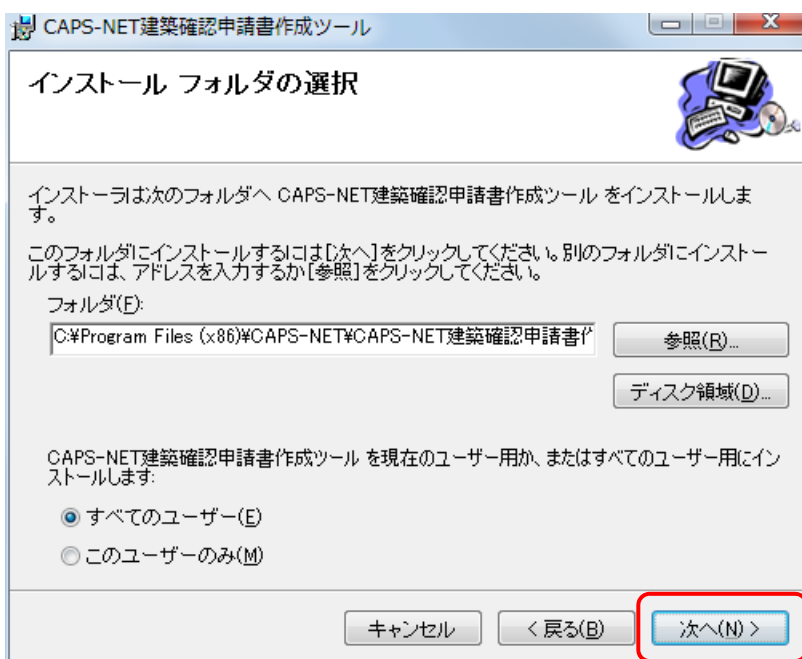 CAPS-NET建築確認申請書作成ツール
インストール フォルダの選択
インストーラは次のフォルダへ CAPS-NET建築確認申請書作成ツール をインストールしま
す。
このフォルダにインストールするには[次へ]をクリックしてください。別のフォルダにインストー
ルするには、アドレスを入力するか[参照]をクリックしてください。
フォルダ(F):
C:¥Program Files (x86)¥CAPS-NET¥CAPS-NET建築確認申請書作
参照(R)...
ディスク領域(D)...
CAPS-NET建築確認申請書作成ツール を現在のユーザー用か、またはすべてのユーザー用にイン
ストールします:
すべてのユーザー(E)
このユーザーのみ(M)
キャンセル
< 戻る(B)
次へ(N) >